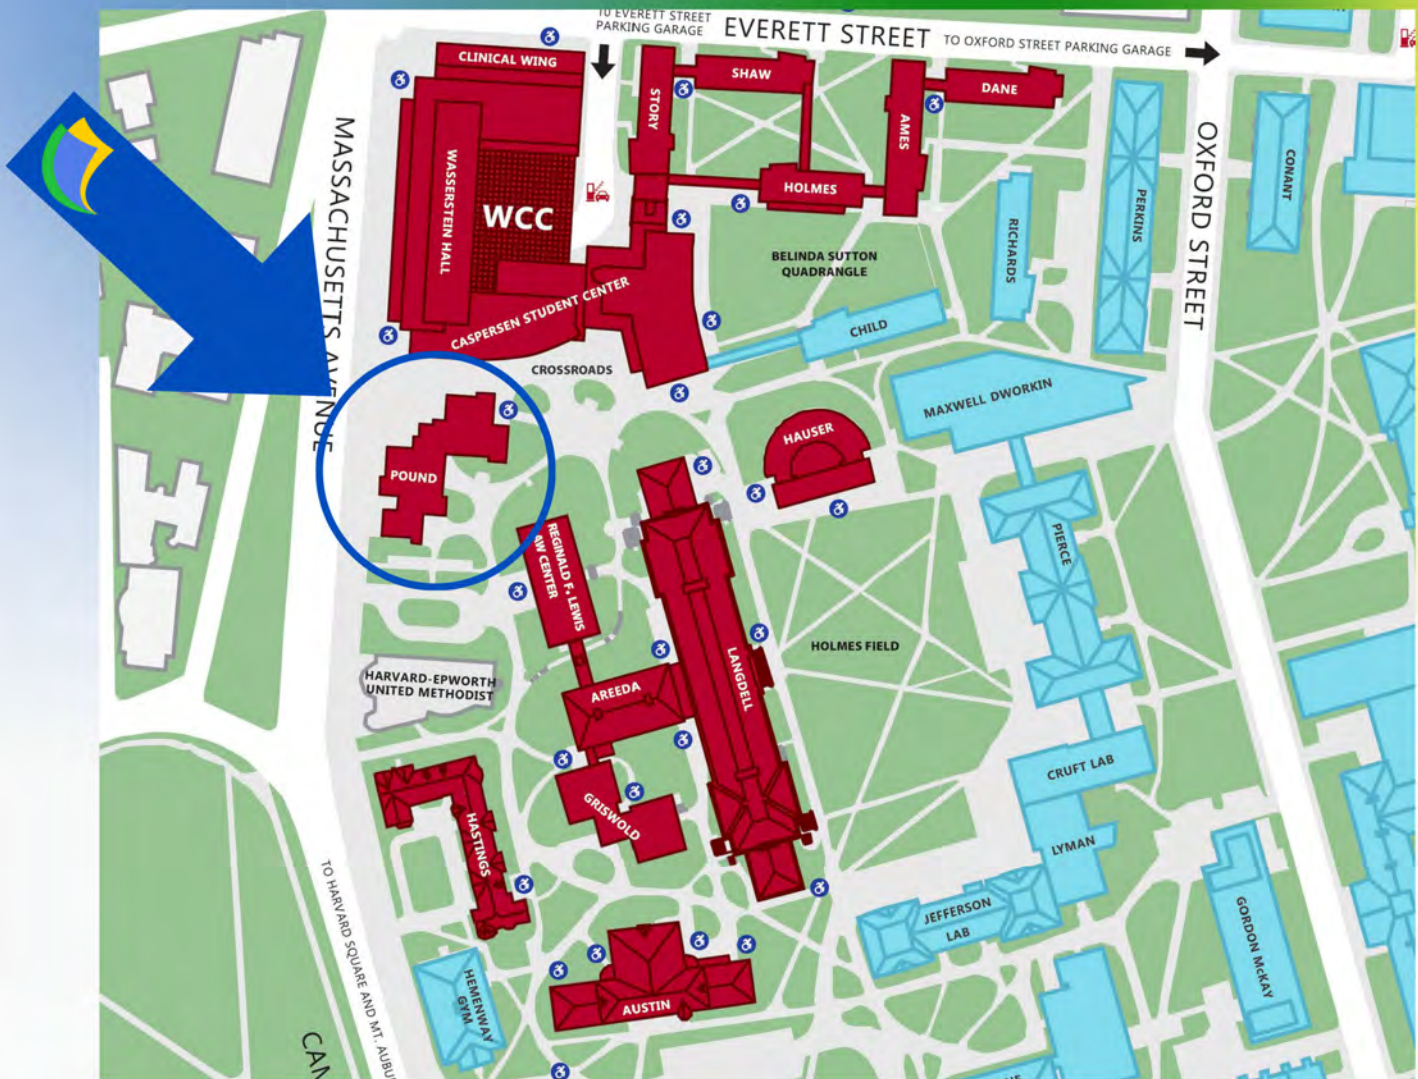 TO EVERETT STREET
PARKING GARAGE
EVERETT STREET
TO OXFORD STREET PARKING GARAGE
CLINICAL WING
STORY
SHAW
AMES
DANE
HOLMES
WASSERSTEIN HALL
WCC
MASSACHUSETTS AVENUE
PERKINS
RICHARDS
OXFORD STREET
CONANT
BELINDA SUTTON
QUADRANGLE
CASPERSEN STUDENT CENTER
CHILD
CROSSROADS
MAXWELL DWORKIN
POUND
HAUSER
REGINALD F. LEWIS
AW CENTER
PIERCE
HOLMES FIELD
HARVARD-EPWORTH
UNITED METHODIST
AREEDA
LANGDELL
CRUFT LAB
GRISWOLD
HASTINGS
LYMAN
JEFFERSON
LAB
GORDON McKAY
TO HARVARD SQUARE AND MT. AUBU
HEMENWAY
GYM
AUSTIN
CAN